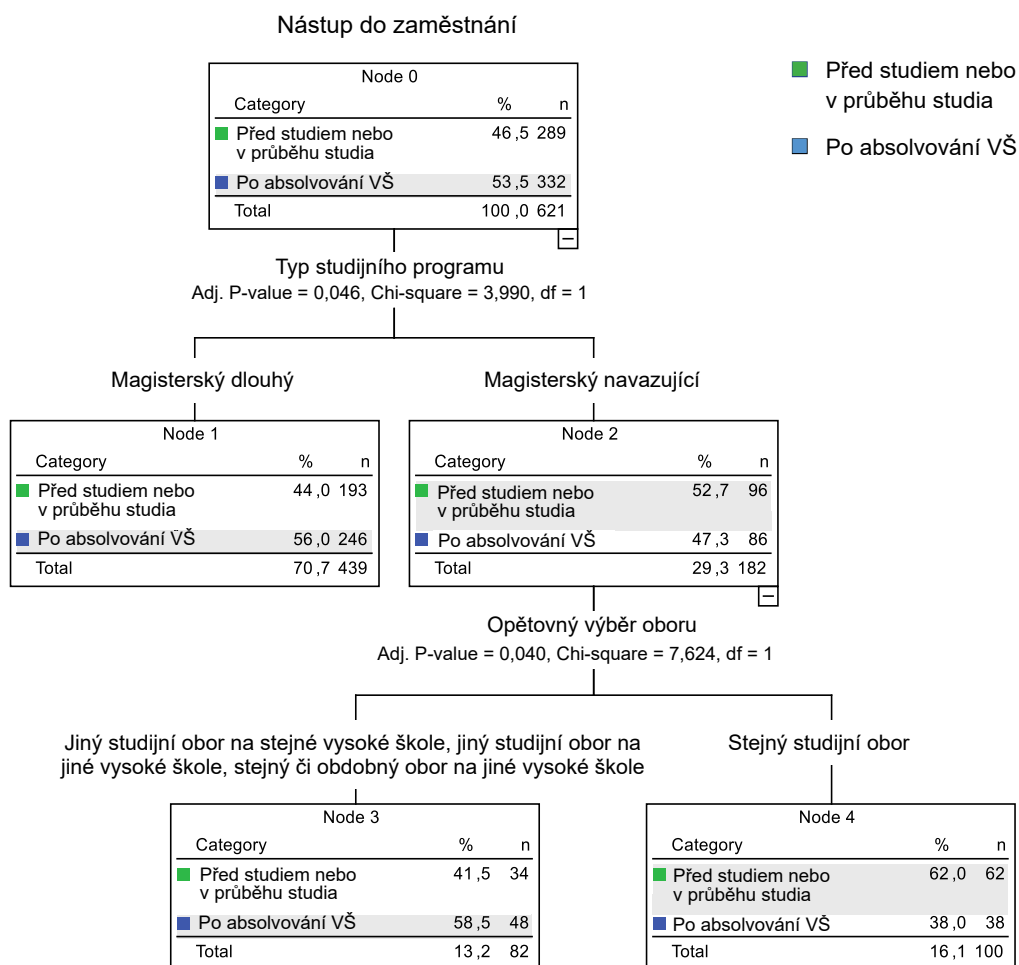 Nástup do zaměstnání
Před studiem nebo
v průběhu studia
Po absolvování VŠ
Node 0
Category % n
Před studiem nebo 46,5 289
v průběhu studia
Po absolvování VŠ 53,5 332
Total 100,0 621
Typ studijního programu
Adj. P-value = 0,046, Chi-square = 3,990, df = 1
Magisterský dlouhý
Magisterský navazující
Node 1
Category % n
Před studiem nebo 44,0 193
v průběhu studia
Po absolvování VŠ 56,0 246
Total 70,7 439
Node 2
Category % n
Před studiem nebo 52,7 96
v průběhu studia
Po absolvování VŠ 47,3 86
Total 29,3 182
Opětovný výběr oboru
Adj. P-value = 0,040, Chi-square = 7,624, df = 1
Jiný studijní obor na stejné vysoké škole, jiný studijní obor na
jiné vysoké škole, stejný či obdobný obor na jiné vysoké škole
Stejný studijní obor
Node 3
Category % n
Před studiem nebo 41,5 34
v průběhu studia
Po absolvování VŠ 58,5 48
Total 13,2 82
Node 4
Category % n
Před studiem nebo 62,0 62
v průběhu studia
Po absolvování VŠ 38,0 38
Total 16,1 100